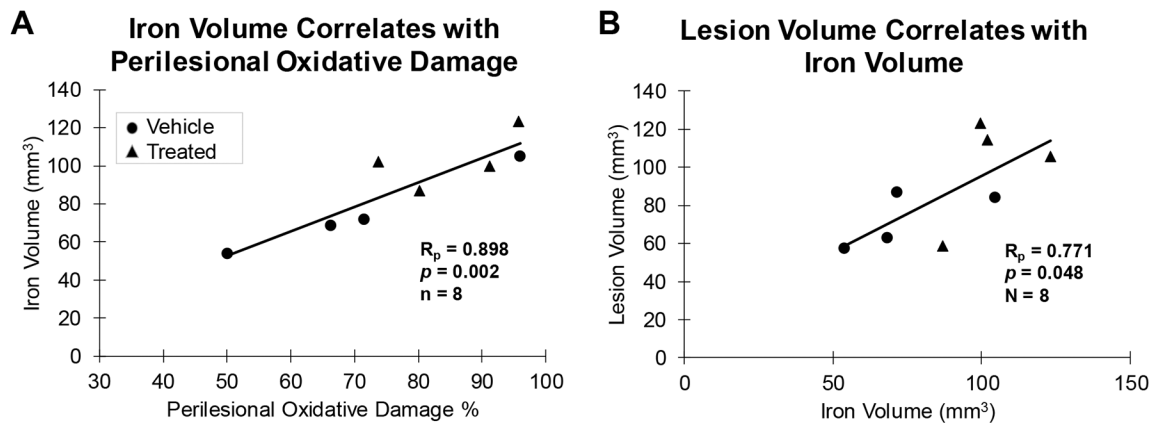 A
Iron Volume Correlates with
Perilesional Oxidative Damage
Iron Volume (mm³)
140
120
100
80
60
40
20
0
Vehicle
Treated
Rₚ = 0.898
p = 0.002
n = 8
30 40 50 60 70 80 90 100
Perilesional Oxidative Damage %
B
Lesion Volume Correlates with
Iron Volume
Lesion Volume (mm³)
140
120
100
80
60
40
20
0
Rₚ = 0.771
p = 0.048
N = 8
0 50 100 150
Iron Volume (mm³)